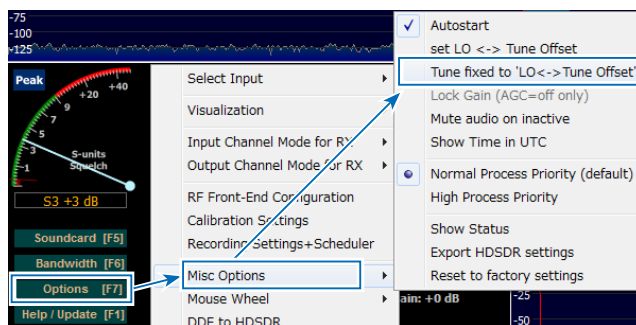 -75
-100
-125
Peak
1
3
5
7
9
+20
+40
S-units
Squelch
S3 +3 dB
Soundcard [F5]
Bandwidth [F6]
Options [F7]
Help / Update [F1]
Select Input
Visualization
Input Channel Mode for RX
Output Channel Mode for RX
RF Front-End Configuration
Calibration Settings
Recording Settings+Scheduler
Misc Options
Mouse Wheel
DDE to HDSDR
Autostart
set LO <-> Tune Offset
Tune fixed to 'LO<->Tune Offset'
Lock Gain (AGC=off only)
Mute audio on inactive
Show Time in UTC
Normal Process Priority (default)
High Process Priority
Show Status
Export HDSDR settings
Reset to factory settings
ain: +0 dB
-25
-50